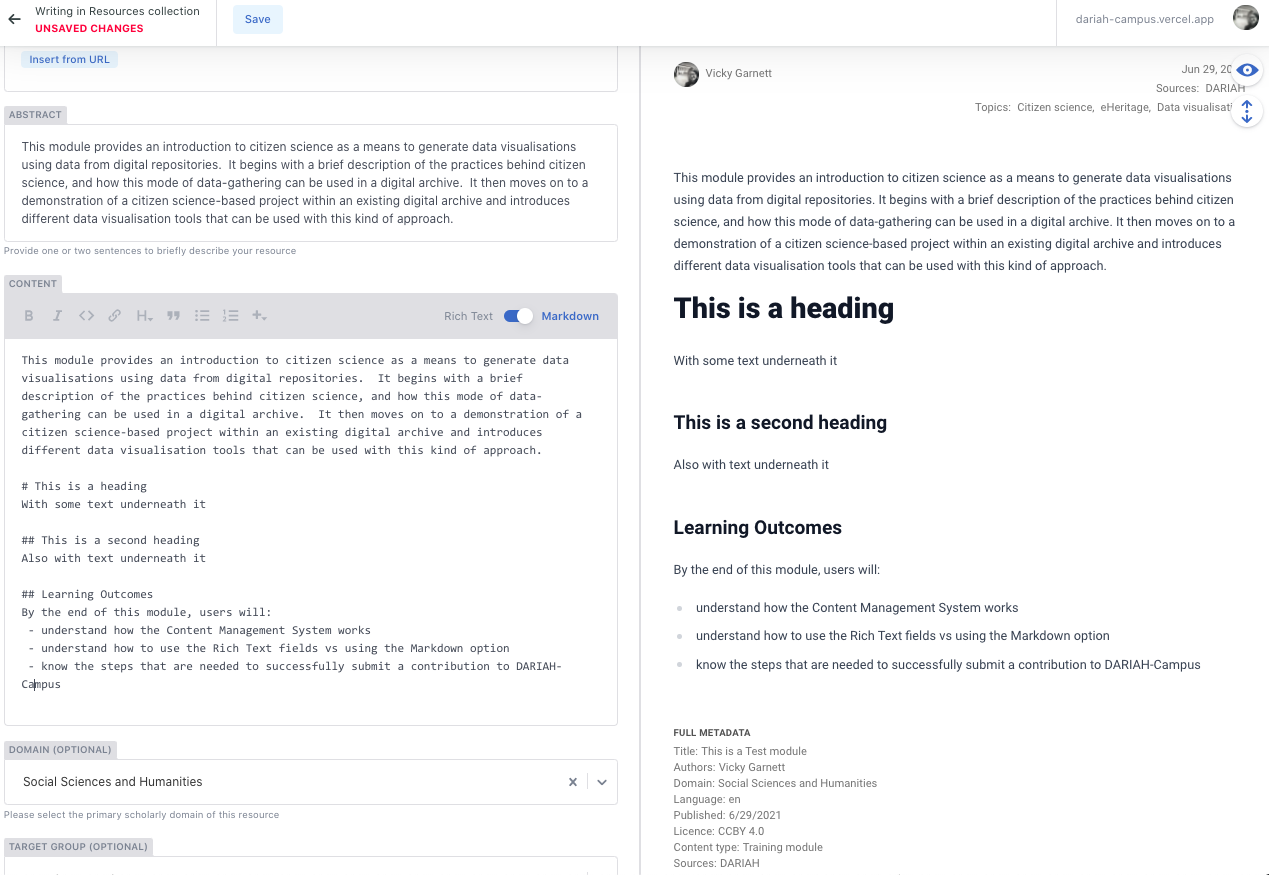 Writing in Resources collection
UNSAVED CHANGES
Save
dariah-campus.vercel.app
Insert from URL
ABSTRACT
This module provides an introduction to citizen science as a means to generate data visualisations
using data from digital repositories.  It begins with a brief description of the practices behind citizen
science, and how this mode of data-gathering can be used in a digital archive.  It then moves on to a
demonstration of a citizen science-based project within an existing digital archive and introduces
different data visualisation tools that can be used with this kind of approach.
Provide one or two sentences to briefly describe your resource
CONTENT
B I <> H
Rich Text Markdown
This module provides an introduction to citizen science as a means to generate data
visualisations using data from digital repositories.  It begins with a brief
description of the practices behind citizen science, and how this mode of data-
gathering can be used in a digital archive.  It then moves on to a demonstration of a
citizen science-based project within an existing digital archive and introduces
different data visualisation tools that can be used with this kind of approach.
# This is a heading
With some text underneath it
## This is a second heading
Also with text underneath it
## Learning Outcomes
By the end of this module, users will:
- understand how the Content Management System works
- understand how to use the Rich Text fields vs using the Markdown option
- know the steps that are needed to successfully submit a contribution to DARIAH-
Campus
DOMAIN (OPTIONAL)
Social Sciences and Humanities
Please select the primary scholarly domain of this resource
TARGET GROUP (OPTIONAL)
Vicky Garnett
Jun 29, 20
Sources: DARIAH
Topics: Citizen science, eHeritage, Data visualisati
This module provides an introduction to citizen science as a means to generate data visualisations
using data from digital repositories. It begins with a brief description of the practices behind citizen
science, and how this mode of data-gathering can be used in a digital archive. It then moves on to a
demonstration of a citizen science-based project within an existing digital archive and introduces
different data visualisation tools that can be used with this kind of approach.
This is a heading
With some text underneath it
This is a second heading
Also with text underneath it
Learning Outcomes
By the end of this module, users will:
understand how the Content Management System works
understand how to use the Rich Text fields vs using the Markdown option
know the steps that are needed to successfully submit a contribution to DARIAH-Campus
FULL METADATA
Title: This is a Test module
Authors: Vicky Garnett
Domain: Social Sciences and Humanities
Language: en
Published: 6/29/2021
Licence: CCBY 4.0
Content type: Training module
Sources: DARIAH